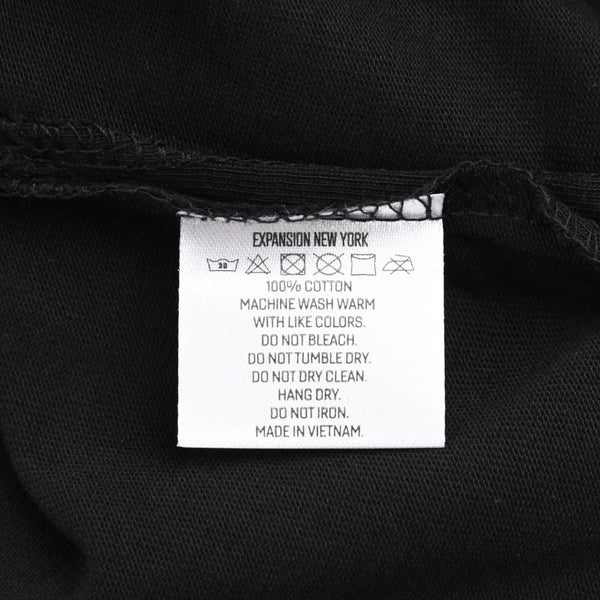 EXPANSION NEW YORK
30
100% COTTON
MACHINE WASH WARM
WITH LIKE COLORS.
DO NOT BLEACH.
DO NOT TUMBLE DRY.
DO NOT DRY CLEAN.
HANG DRY.
DO NOT IRON.
MADE IN VIETNAM.